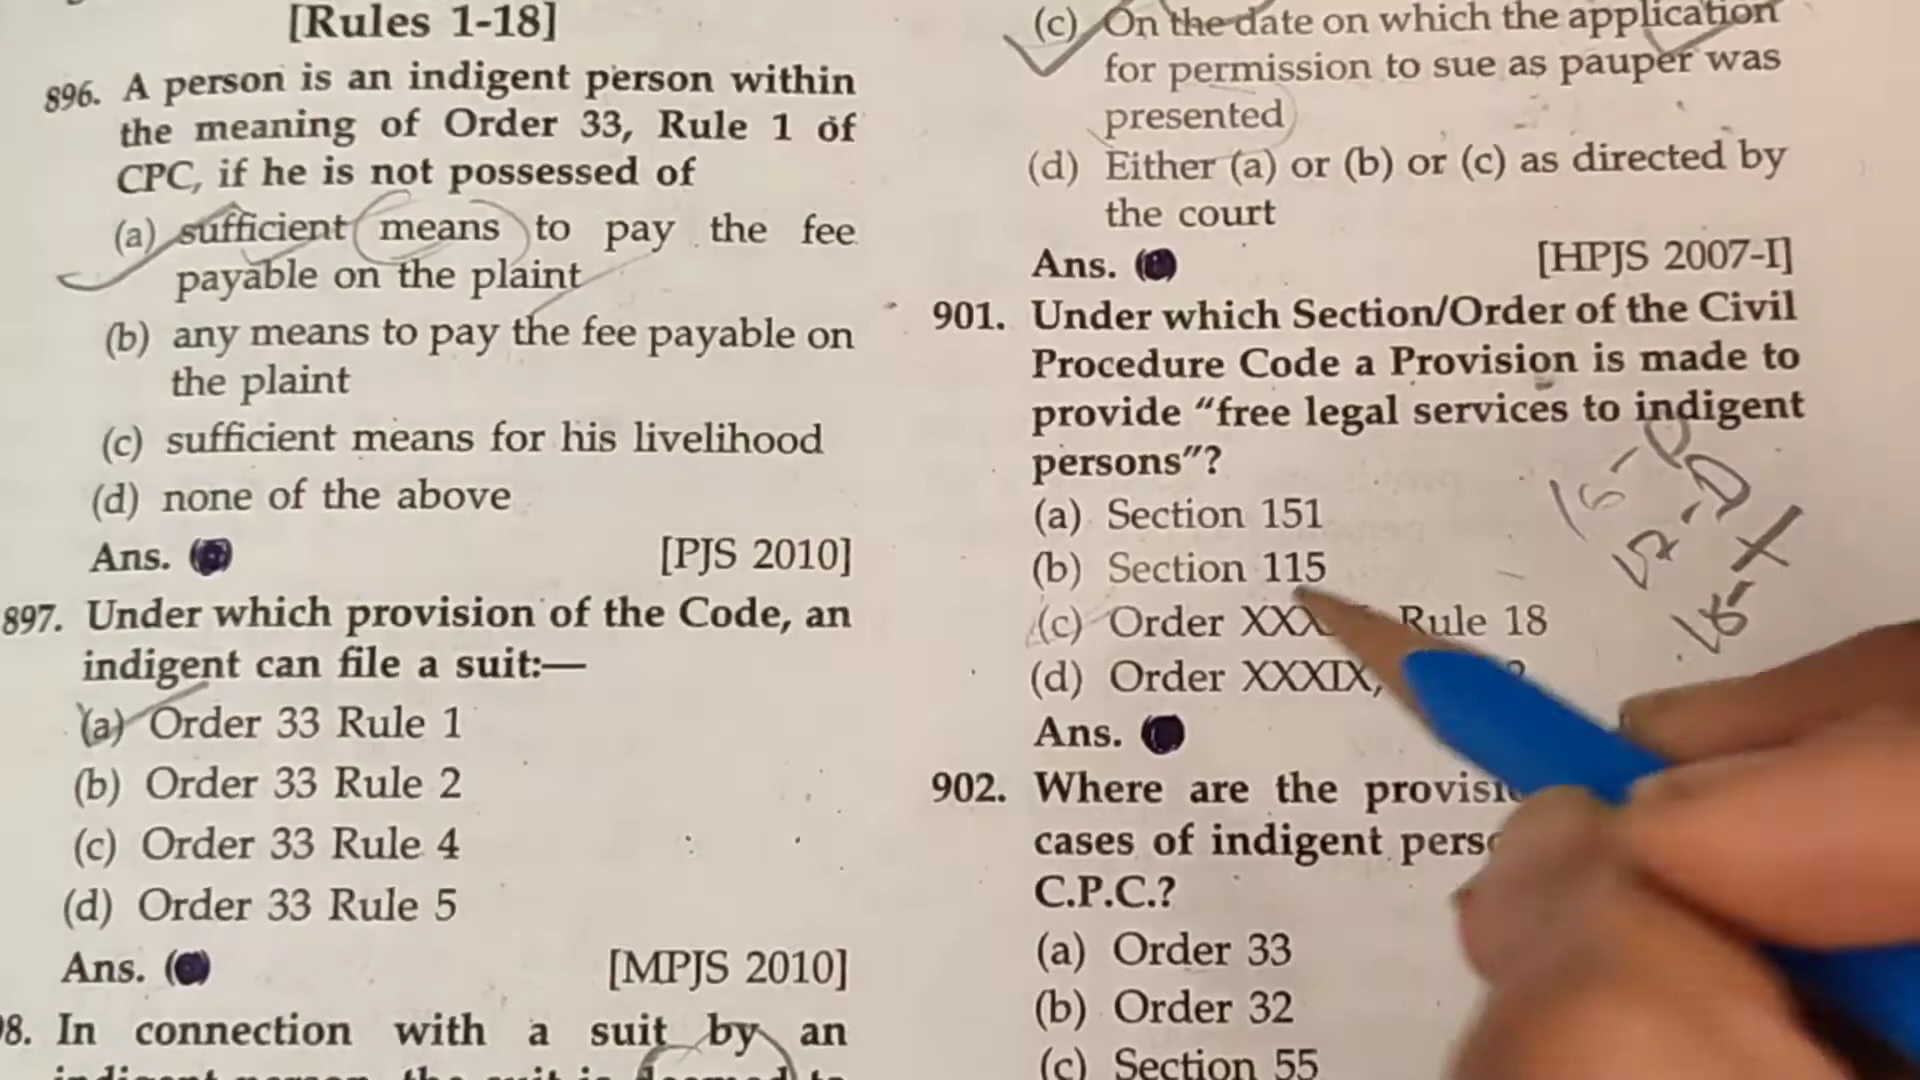 [Rules 1-18]
896. A person is an indigent person within
the meaning of Order 33, Rule 1 of
CPC, if he is not possessed of
(a) sufficient means to pay the fee
payable on the plaint
(b) any means to pay the fee payable on
the plaint
(c) sufficient means for his livelihood
(d) none of the above
Ans. [PJS 2010]
897. Under which provision of the Code, an
indigent can file a suit:—
(a) Order 33 Rule 1
(b) Order 33 Rule 2
(c) Order 33 Rule 4
(d) Order 33 Rule 5
Ans. [MPJS 2010]
8. In connection with a suit by an
indigent person, the suit is deemed to
(c) On the date on which the application
for permission to sue as pauper was
presented
(d) Either (a) or (b) or (c) as directed by
the court
Ans. [HPJS 2007-I]
901. Under which Section/Order of the Civil
Procedure Code a Provision is made to
provide "free legal services to indigent
persons"?
(a) Section 151
(b) Section 115
(c) Order Rule 18
(d) Order XXXIX,
Ans.
902. Where are the
cases of indigent
C.P.C.?
(a) Order 33
(b) Order 32
(c) Section 55